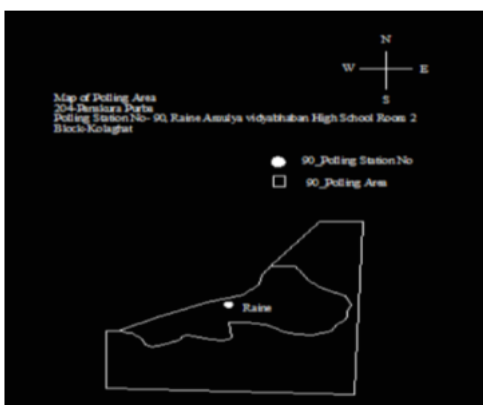 N
W E
S
Map of Polling Area
204-Panskura Purba
Polling Station No- 90, Raine Amulya vidyabhaban High School Room 2
Block-Kolaghat
90_Polling Station No
90_Polling Area
Raine